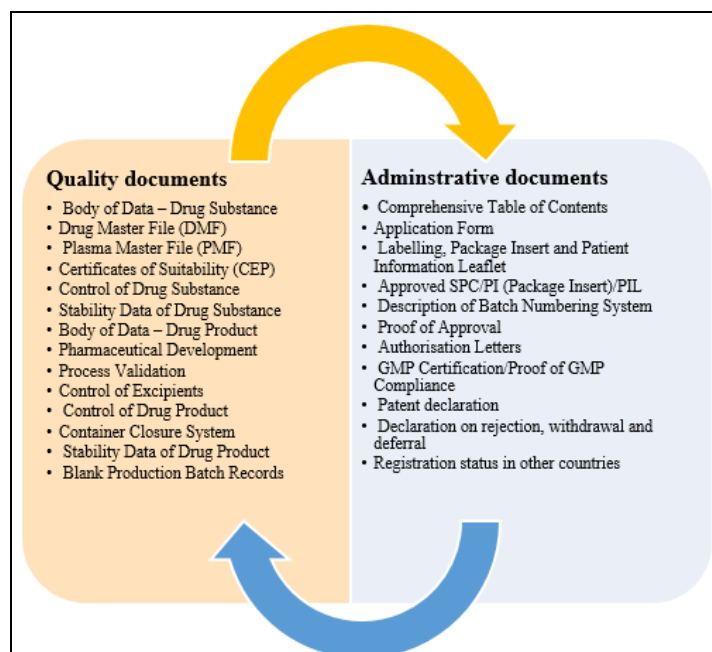 Quality documents
• Body of Data – Drug Substance
• Drug Master File (DMF)
• Plasma Master File (PMF)
• Certificates of Suitability (CEP)
• Control of Drug Substance
• Stability Data of Drug Substance
• Body of Data – Drug Product
• Pharmaceutical Development
• Process Validation
• Control of Excipients
• Control of Drug Product
• Container Closure System
• Stability Data of Drug Product
• Blank Production Batch Records
Adminstrative documents
• Comprehensive Table of Contents
• Application Form
• Labelling, Package Insert and Patient
Information Leaflet
• Approved SPC/PI (Package Insert)/PIL
• Description of Batch Numbering System
• Proof of Approval
• Authorisation Letters
• GMP Certification/Proof of GMP
Compliance
• Patent declaration
• Declaration on rejection, withdrawal and
deferral
• Registration status in other countries